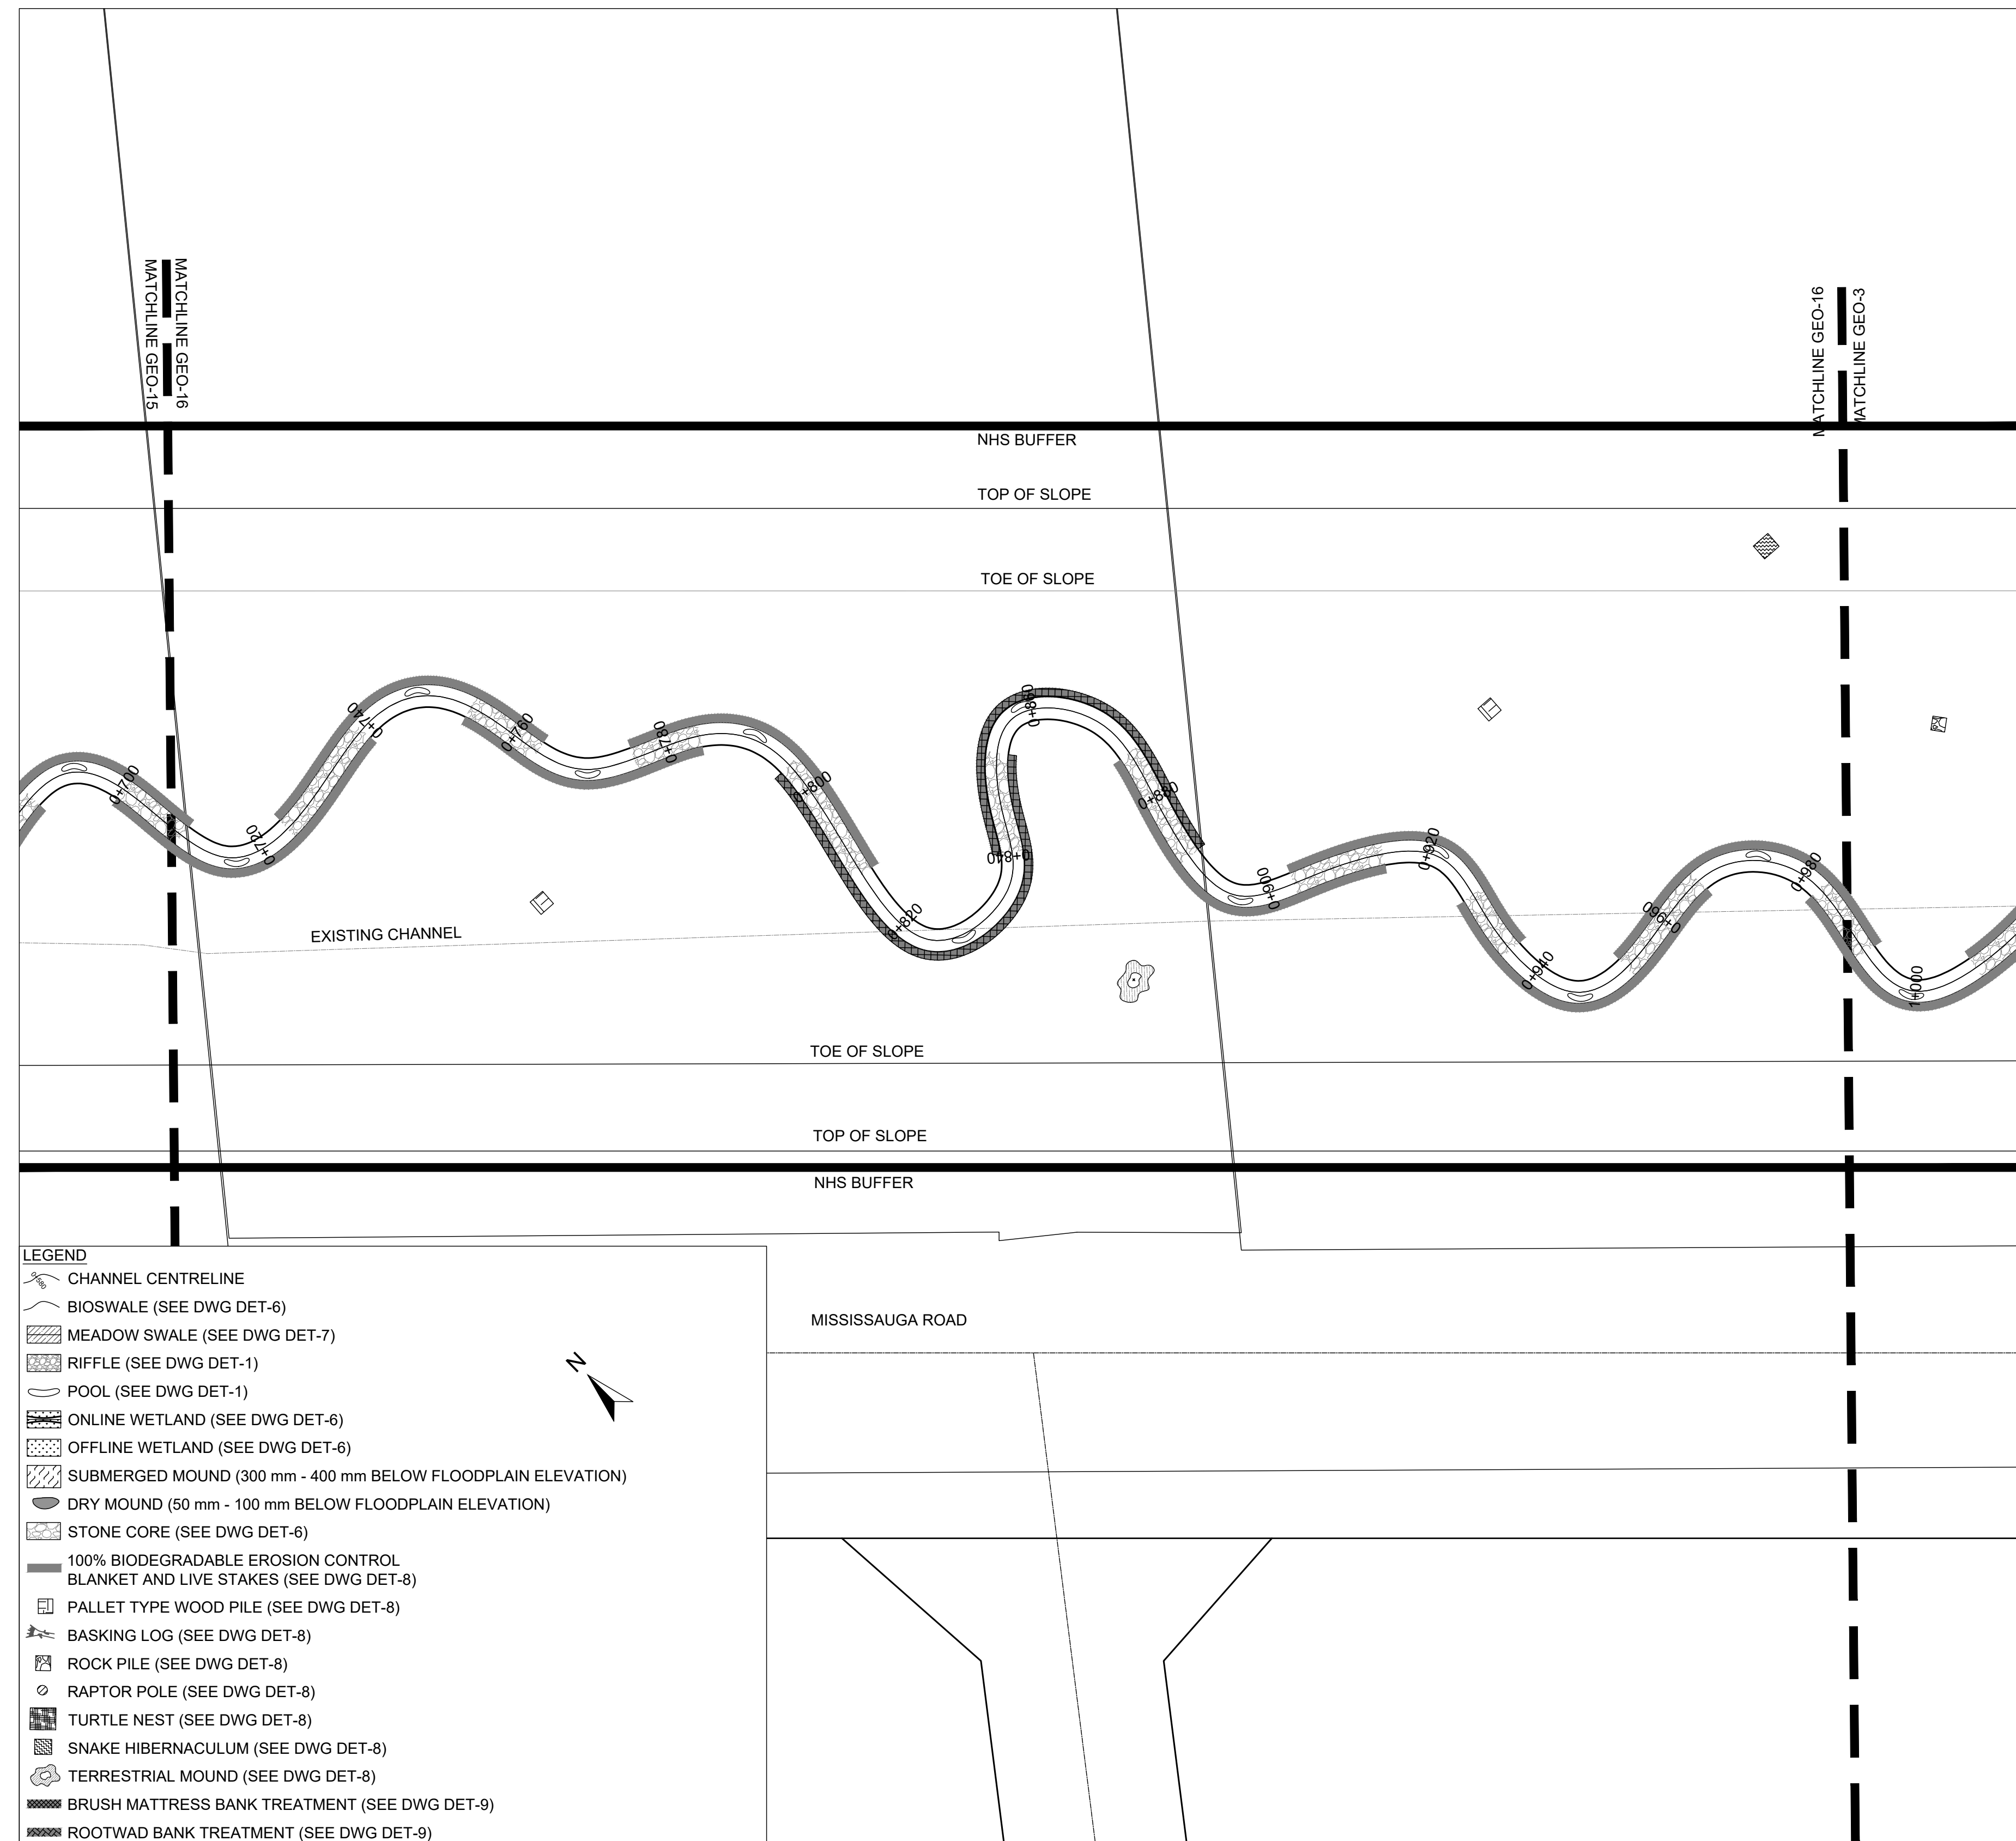 MATCHLINE GEO-15
MATCHLINE GEO-16
MATCHLINE GEO-16
MATCHLINE GEO-3
NHS BUFFER
TOP OF SLOPE
TOE OF SLOPE
0+700
0+720
0+740
0+760
0+780
0+800
0+820
0+840
0+860
0+880
0+900
0+920
0+940
0+960
0+980
1+000
EXISTING CHANNEL
TOE OF SLOPE
TOP OF SLOPE
NHS BUFFER
MISSISSAUGA ROAD
N
LEGEND
CHANNEL CENTRELINE
BIOSWALE (SEE DWG DET-6)
MEADOW SWALE (SEE DWG DET-7)
RIFFLE (SEE DWG DET-1)
POOL (SEE DWG DET-1)
ONLINE WETLAND (SEE DWG DET-6)
OFFLINE WETLAND (SEE DWG DET-6)
SUBMERGED MOUND (300 mm - 400 mm BELOW FLOODPLAIN ELEVATION)
DRY MOUND (50 mm - 100 mm BELOW FLOODPLAIN ELEVATION)
STONE CORE (SEE DWG DET-6)
100% BIODEGRADABLE EROSION CONTROL
BLANKET AND LIVE STAKES (SEE DWG DET-8)
PALLET TYPE WOOD PILE (SEE DWG DET-8)
BASKING LOG (SEE DWG DET-8)
ROCK PILE (SEE DWG DET-8)
RAPTOR POLE (SEE DWG DET-8)
TURTLE NEST (SEE DWG DET-8)
SNAKE HIBERNACULUM (SEE DWG DET-8)
TERRESTRIAL MOUND (SEE DWG DET-8)
BRUSH MATTRESS BANK TREATMENT (SEE DWG DET-9)
ROOTWAD BANK TREATMENT (SEE DWG DET-9)